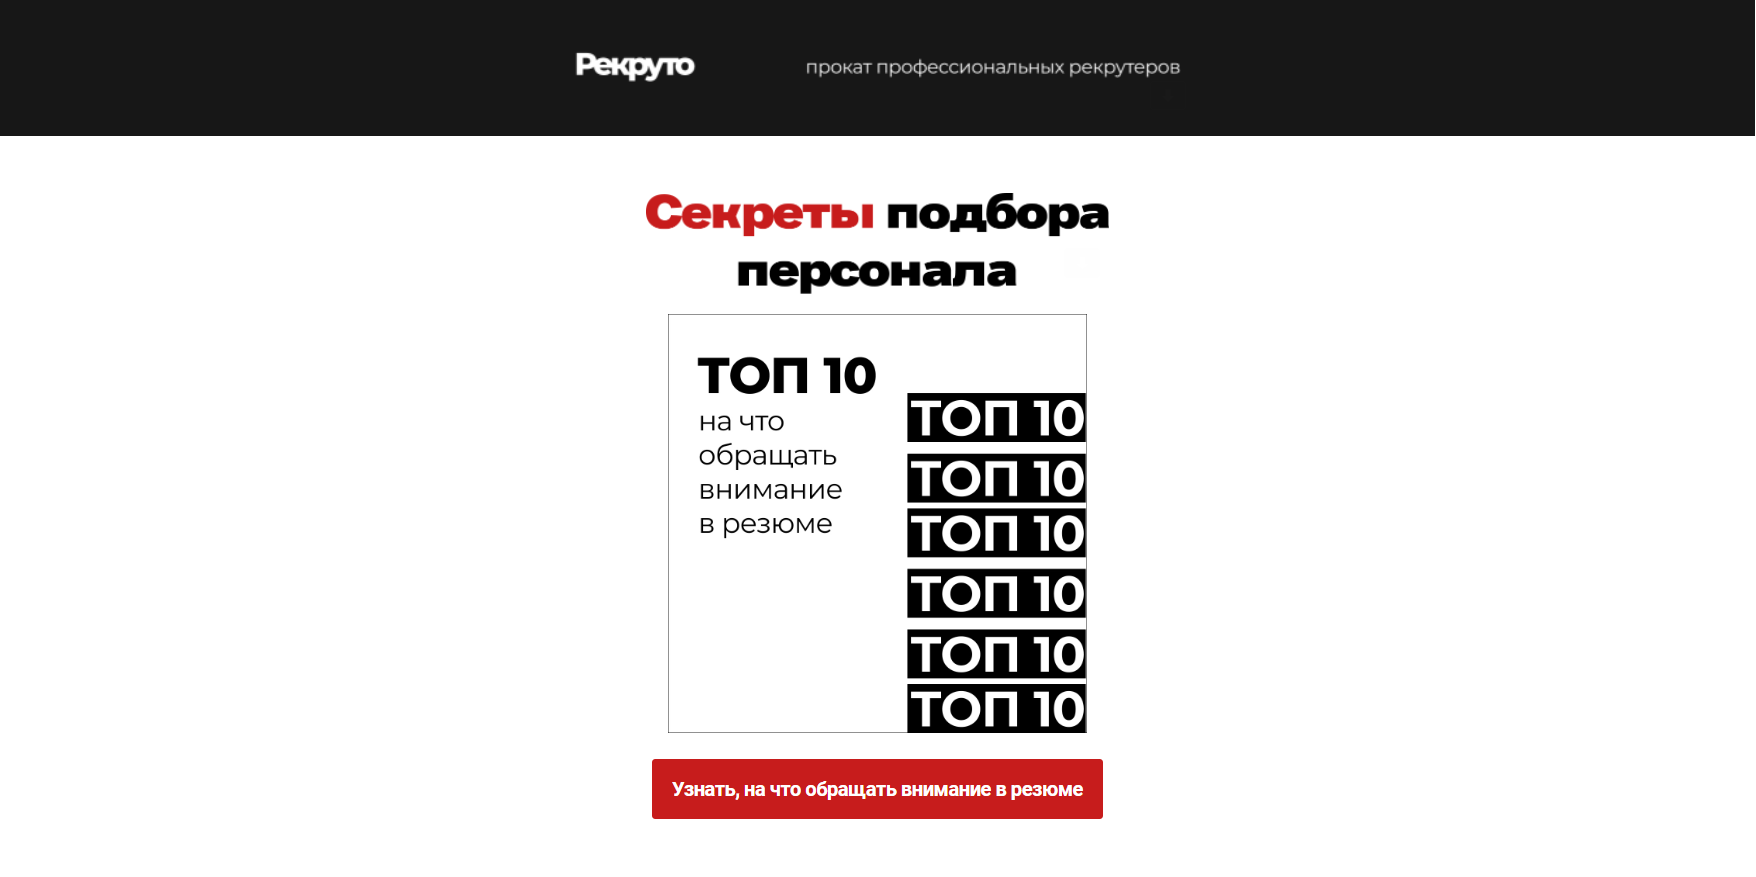 Рекруто
прокат профессиональных рекрутеров
Секреты подбора
персонала
ТОП 10
на что
обращать
внимание
в резюме
ТОП 10
ТОП 10
ТОП 10
ТОП 10
ТОП 10
ТОП 10
Узнать, на что обращать внимание в резюме